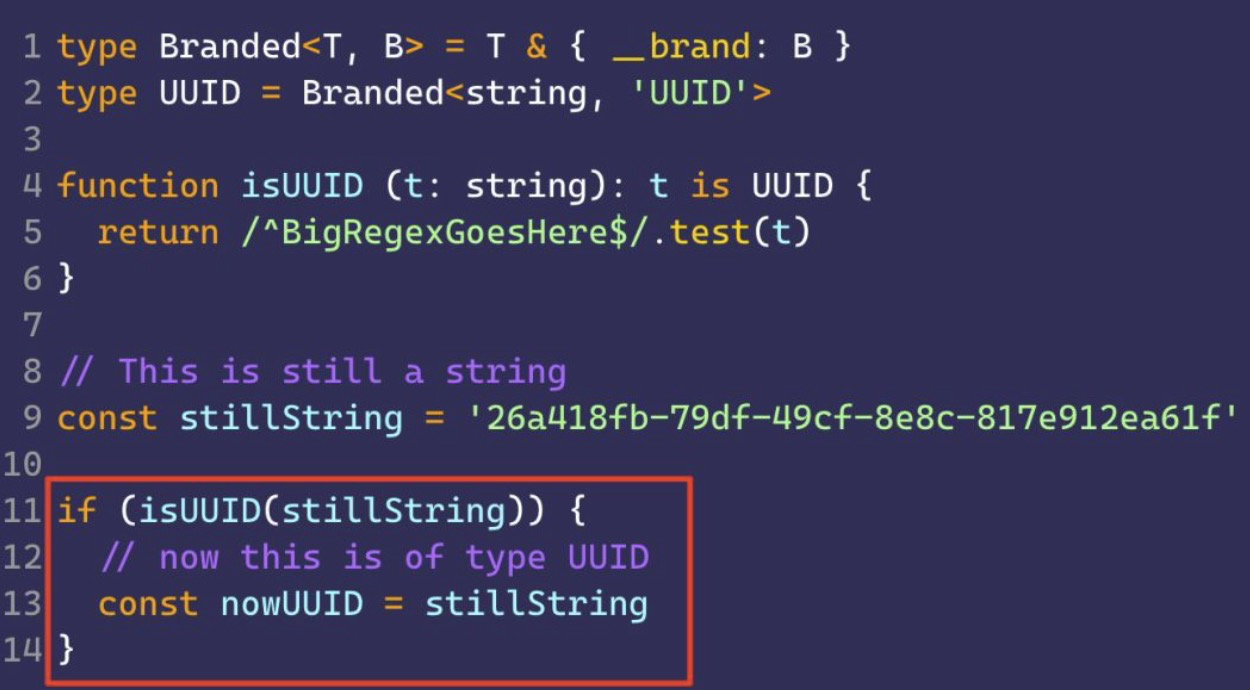 1 type Branded<T, B> = T & { __brand: B }
2 type UUID = Branded<string, 'UUID'>
3
4 function isUUID (t: string): t is UUID {
5   return /^BigRegexGoesHere$/.test(t)
6 }
7
8 // This is still a string
9 const stillString = '26a418fb-79df-49cf-8e8c-817e912ea61f'
10
11 if (isUUID(stillString)) {
12   // now this is of type UUID
13   const nowUUID = stillString
14 }